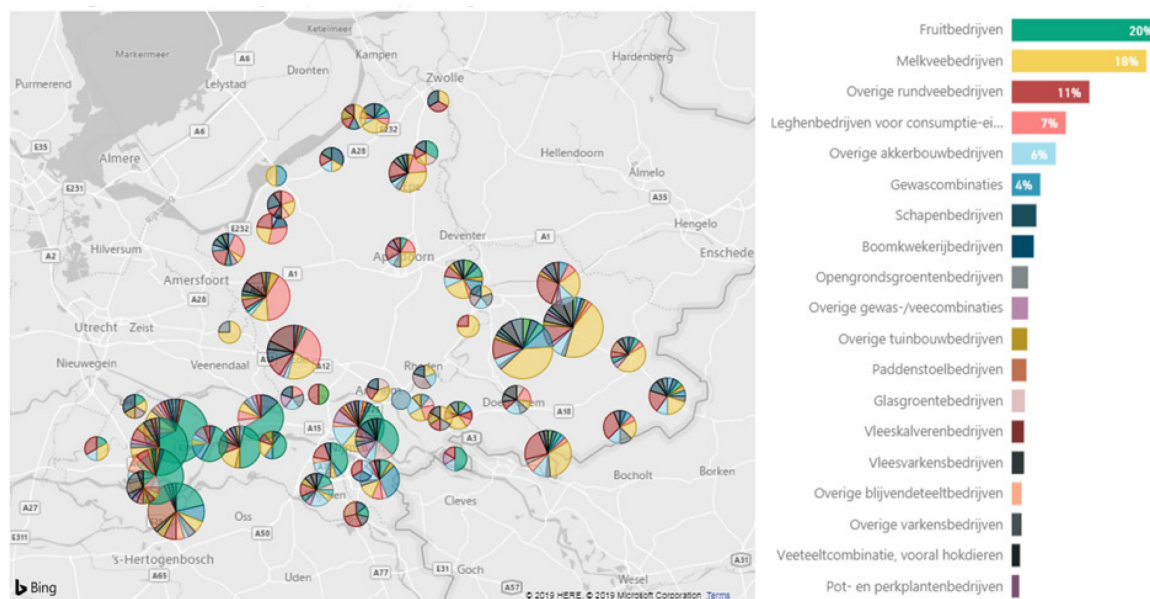 Ketelmeer
Markermeer
A6
Kampen
Hardenberg
Dronten
Zwolle
Purmerend
Lelystad
A6
E232
E35
A28
Almere
Hellendoorn
Almelo
E231
A35
Hengelo
E232
Hilversum
Deventer
A1
Enschede
A2
Amersfoort
A1
A28
Utrecht
Zeist
Nieuwegein
Veenendaal
A12
A18
A15
A3
Bocholt
Borken
A27
Cleves
Oss
E311
A50
's-Hertogenbosch
A31
E31
Goch
A65
Uden
A77
Wesel
A57
Bing
© 2019 HERE, © 2019 Microsoft Corporation Terms
Fruitbedrijven 20%
Melkveebedrijven 18%
Overige rundveebedrijven 11%
Leghenbedrijven voor consumptie-ei... 7%
Overige akkerbouwbedrijven 6%
Gewascombinaties 4%
Schapenbedrijven
Boomkwekerijbedrijven
Opengrondsgroentenbedrijven
Overige gewas-/veecombinaties
Overige tuinbouwbedrijven
Paddenstoelbedrijven
Glasgroentebedrijven
Vleeskalverenbedrijven
Vleesvarkensbedrijven
Overige blijvendeteeltbedrijven
Overige varkensbedrijven
Veeteeltcombinatie, vooral hokdieren
Pot- en perkplantenbedrijven